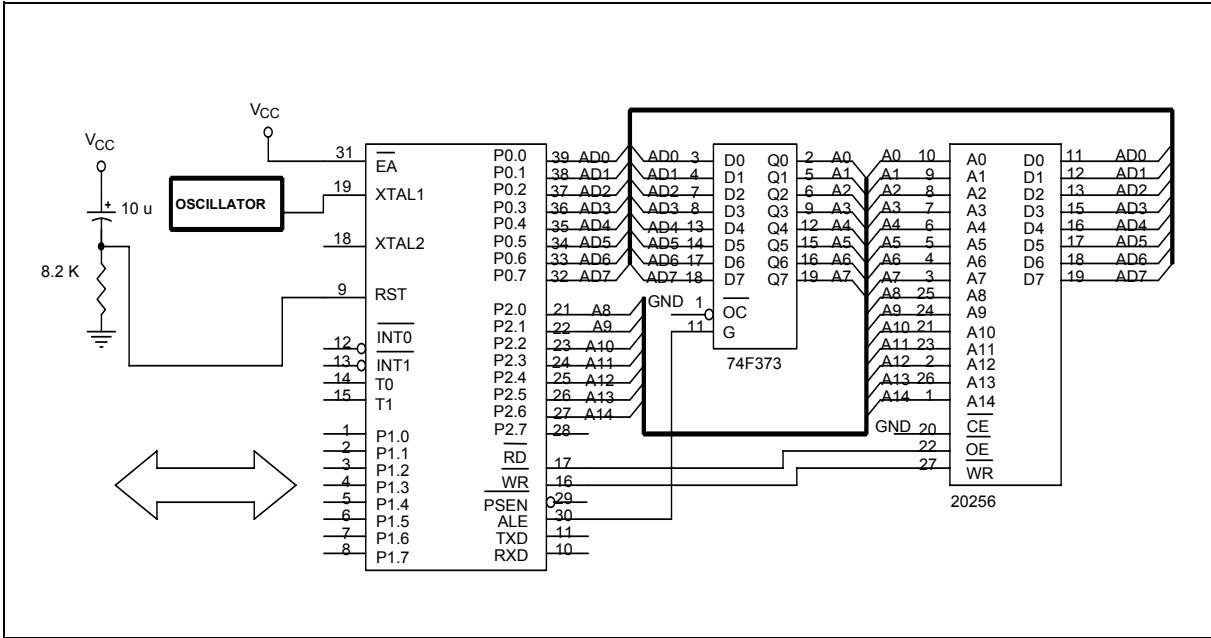 VCC
10 u
8.2 K
VCC
OSCILLATOR
31 EA
19 XTAL1
18 XTAL2
9 RST
12 INT0
13 INT1
14 T0
15 T1
1 P1.0
2 P1.1
3 P1.2
4 P1.3
5 P1.4
6 P1.5
7 P1.6
8 P1.7
P0.0 39 AD0
P0.1 38 AD1
P0.2 37 AD2
P0.3 36 AD3
P0.4 35 AD4
P0.5 34 AD5
P0.6 33 AD6
P0.7 32 AD7
P2.0 21 A8
P2.1 22 A9
P2.2 23 A10
P2.3 24 A11
P2.4 25 A12
P2.5 26 A13
P2.6 27 A14
P2.7 28
RD 17
WR 16
PSEN 29
ALE 30
TXD 11
RXD 10
AD0 3 D0 Q0 2 A0
AD1 4 D1 Q1 5 A1
AD2 7 D2 Q2 6 A2
AD3 8 D3 Q3 9 A3
AD4 13 D4 Q4 12 A4
AD5 14 D5 Q5 15 A5
AD6 17 D6 Q6 16 A6
AD7 18 D7 Q7 19 A7
GND 1 OC
11 G
74F373
A0 10 A0 D0 11 AD0
A1 9 A1 D1 12 AD1
A2 8 A2 D2 13 AD2
A3 7 A3 D3 15 AD3
A4 6 A4 D4 16 AD4
A5 5 A5 D5 17 AD5
A6 4 A6 D6 18 AD6
A7 3 A7 D7 19 AD7
A8 25 A8
A9 24 A9
A10 21 A10
A11 23 A11
A12 2 A12
A13 26 A13
A14 1 A14
GND 20 CE
22 OE
27 WR
20256